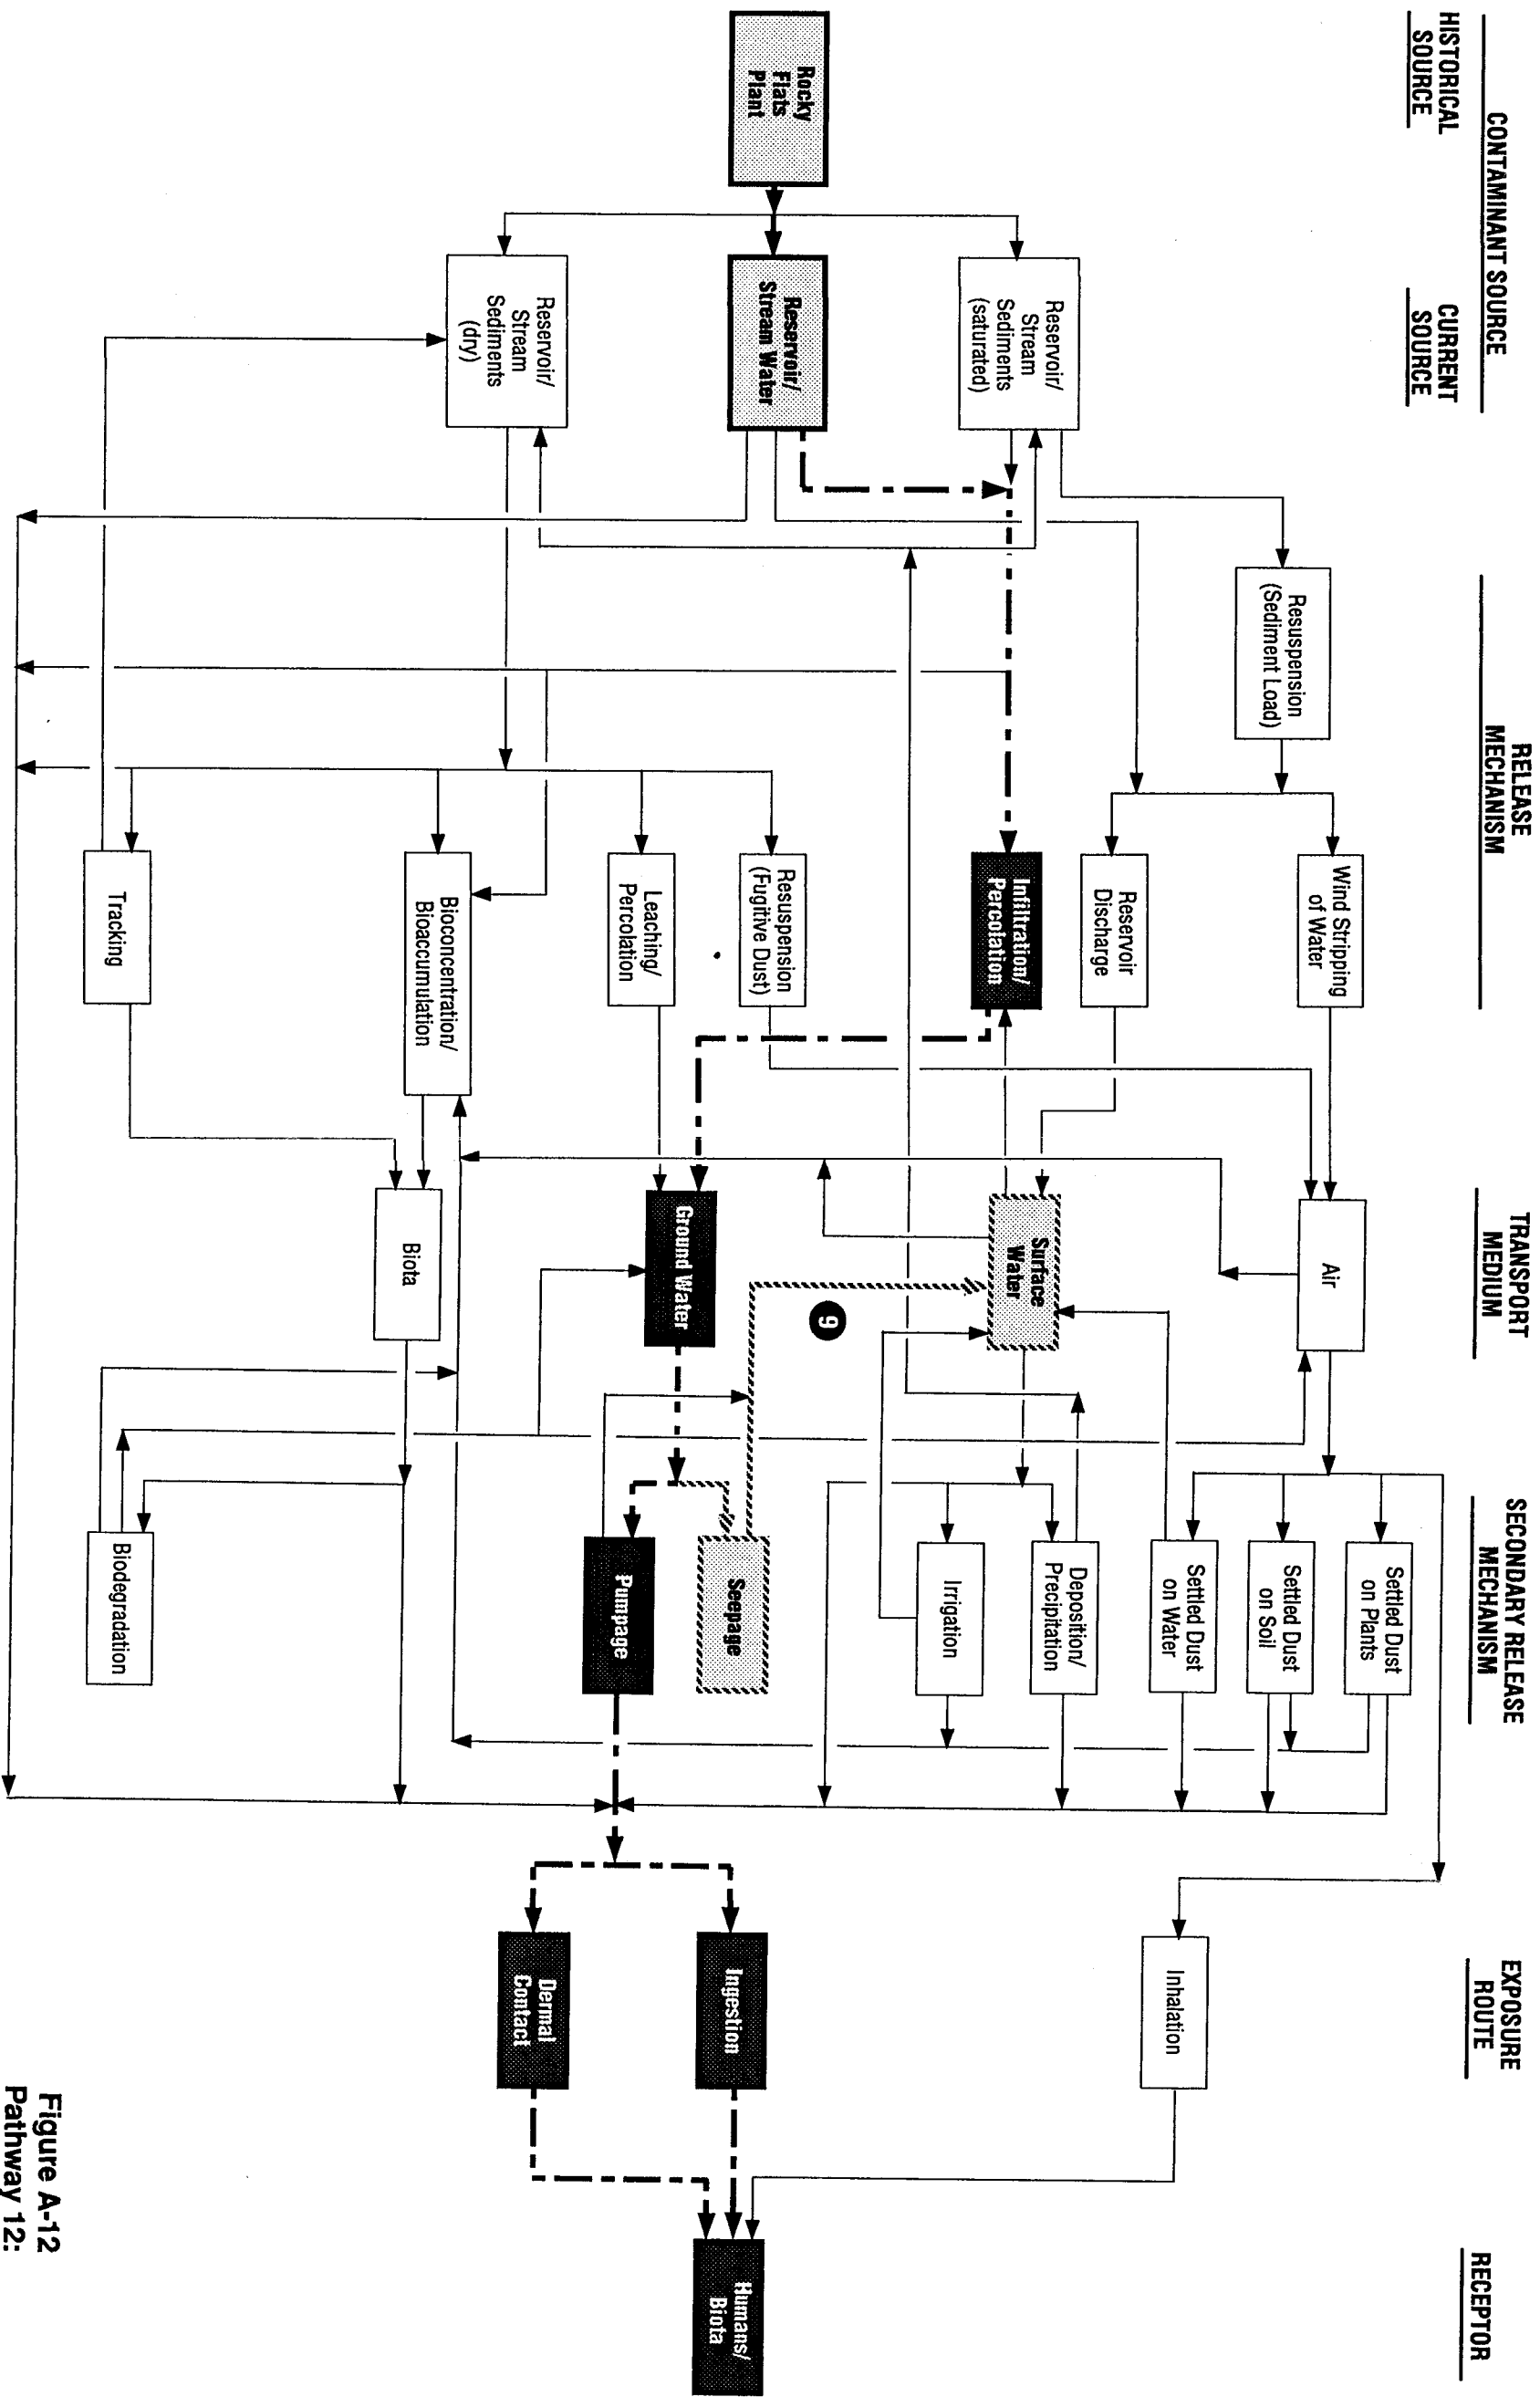 CONTAMINANT SOURCE
HISTORICAL
SOURCE
CURRENT
SOURCE
RELEASE
MECHANISM
TRANSPORT
MEDIUM
SECONDARY RELEASE
MECHANISM
EXPOSURE
ROUTE
RECEPTOR
Rocky
Flats
Plant
Reservoir/
Stream
Sediments
(saturated)
Reservoir/
Stream Water
Reservoir/
Stream
Sediments
(dry)
Resuspension
(Sediment Load)
Wind Stripping
of Water
Reservoir
Discharge
Infiltration/
Percolation
Resuspension
(Fugitive Dust)
Leaching/
Percolation
Bioconcentration/
Bioaccumulation
Tracking
Air
Surface
Water
9
Ground Water
Biota
Settled Dust
on Plants
Settled Dust
on Soil
Settled Dust
on Water
Deposition/
Precipitation
Irrigation
Seepage
Pumpage
Biodegradation
Inhalation
Ingestion
Dermal
Contact
Humans/
Biota
Figure A-12
Pathway 12: